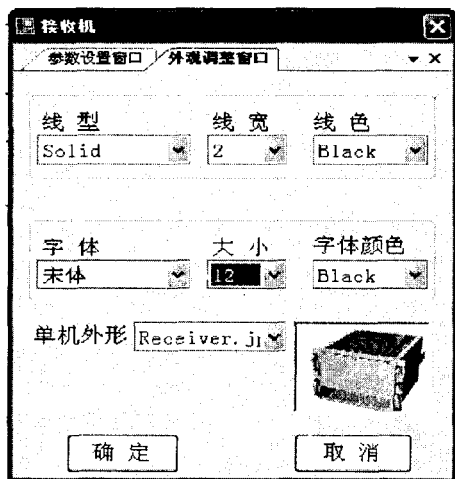 接收机
参数设置窗口 外观调整窗口
线 型 线 宽 线 色
Solid 2 Black
字 体 大 小 字体颜色
宋体 12 Black
单机外形 Receiver.j
确 定 取 消